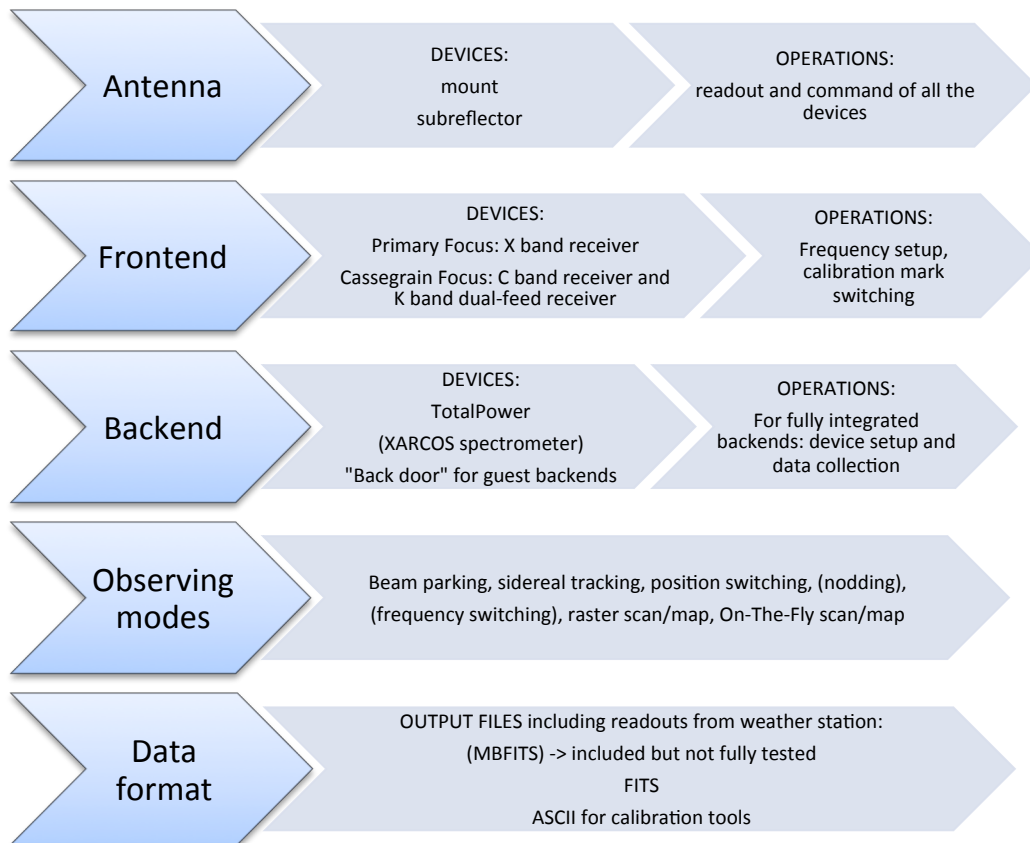 Antenna
DEVICES:
mount
subreflector
OPERATIONS:
readout and command of all the
devices
Frontend
DEVICES:
Primary Focus: X band receiver
Cassegrain Focus: C band receiver and
K band dual-feed receiver
OPERATIONS:
Frequency setup,
calibration mark
switching
Backend
DEVICES:
TotalPower
(XARCOS spectrometer)
"Back door" for guest backends
OPERATIONS:
For fully integrated
backends: device setup and
data collection
Observing
modes
Beam parking, sidereal tracking, position switching, (nodding),
(frequency switching), raster scan/map, On-The-Fly scan/map
Data
format
OUTPUT FILES including readouts from weather station:
(MBFITS) -> included but not fully tested
FITS
ASCII for calibration tools